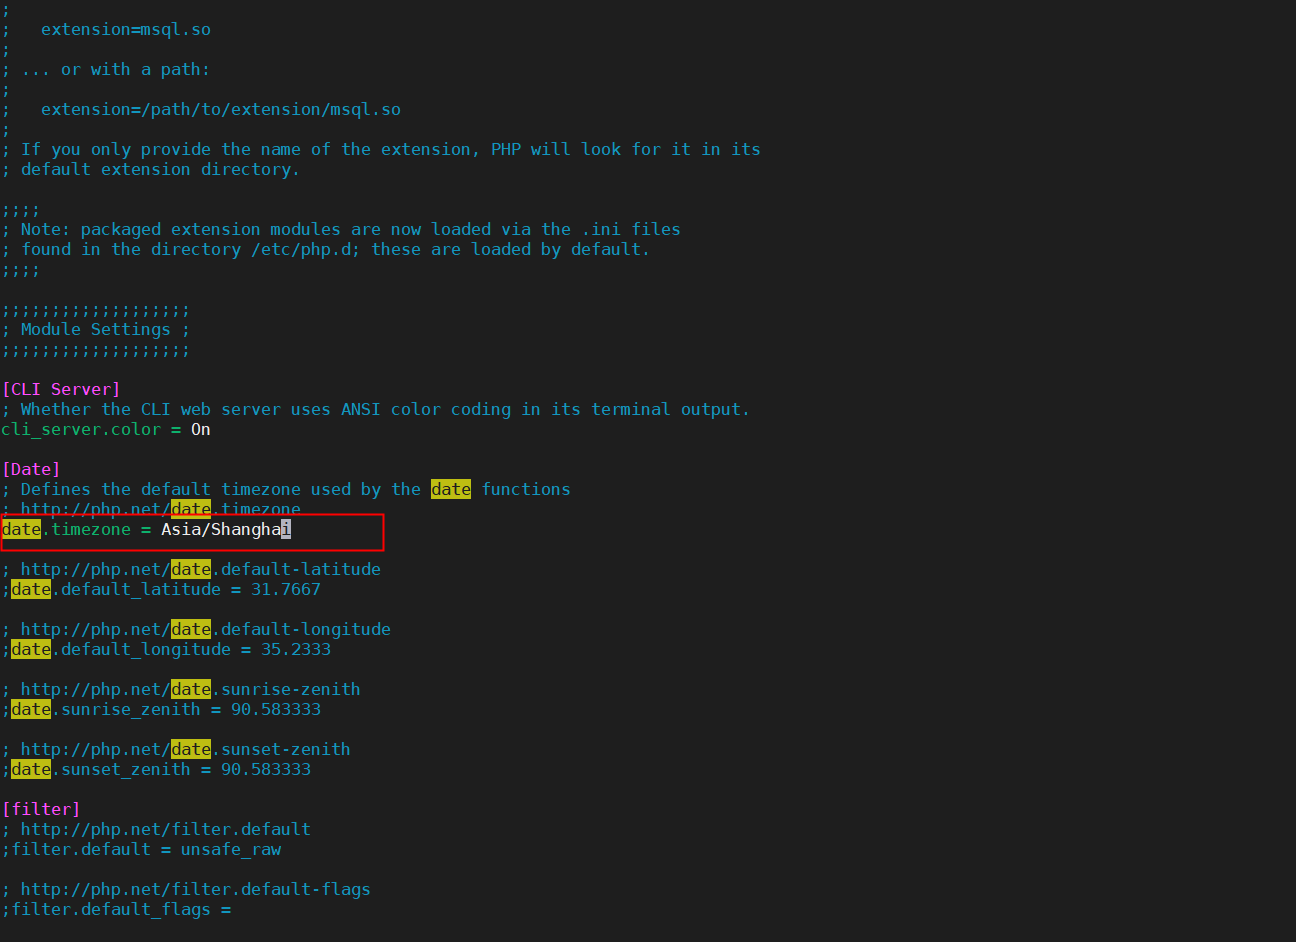 ;
;   extension=msql.so
;
; ... or with a path:
;
;   extension=/path/to/extension/msql.so
;
; If you only provide the name of the extension, PHP will look for it in its
; default extension directory.
;;;;
; Note: packaged extension modules are now loaded via the .ini files
; found in the directory /etc/php.d; these are loaded by default.
;;;;
;;;;;;;;;;;;;;;;;;;
; Module Settings ;
;;;;;;;;;;;;;;;;;;;
[CLI Server]
; Whether the CLI web server uses ANSI color coding in its terminal output.
cli_server.color = On
[Date]
; Defines the default timezone used by the date functions
; http://php.net/date.timezone
date.timezone = Asia/Shanghai
; http://php.net/date.default-latitude
;date.default_latitude = 31.7667
; http://php.net/date.default-longitude
;date.default_longitude = 35.2333
; http://php.net/date.sunrise-zenith
;date.sunrise_zenith = 90.583333
; http://php.net/date.sunset-zenith
;date.sunset_zenith = 90.583333
[filter]
; http://php.net/filter.default
;filter.default = unsafe_raw
; http://php.net/filter.default-flags
;filter.default_flags =